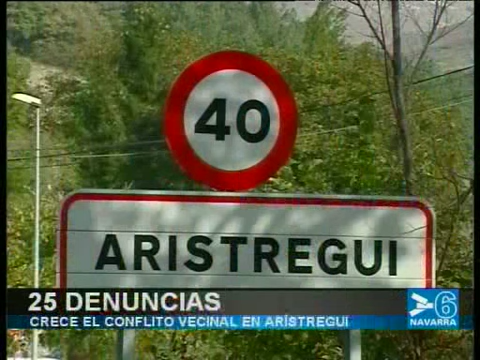 40
ARISTREGUI
25 DENUNCIAS
CRECE EL CONFLITO VECINAL EN ARÍSTREGUI
6
NAVARRA